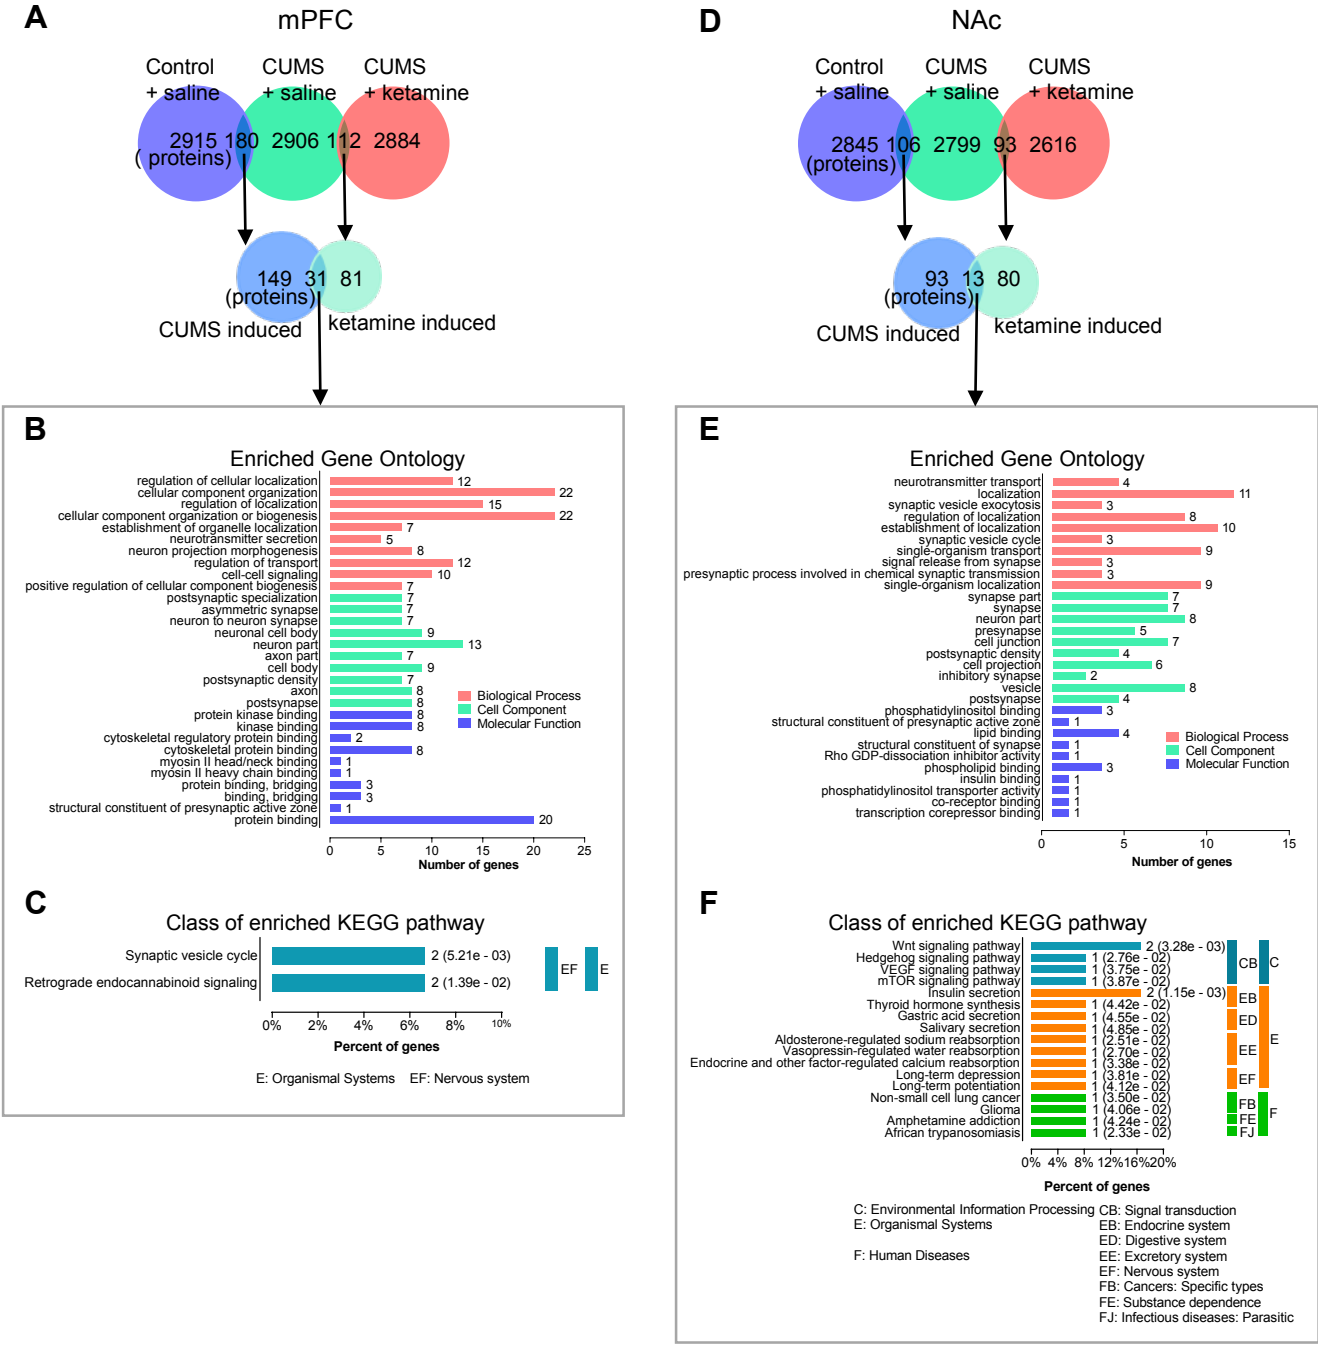 A
mPFC
Control
+ saline
CUMS
+ saline
CUMS
+ ketamine
2915 180 2906 112 2884
( proteins)
149 31 81
(proteins)
CUMS induced
ketamine induced
B
Enriched Gene Ontology
regulation of cellular localization 12
cellular component organization 22
regulation of localization 15
cellular component organization or biogenesis 22
establishment of organelle localization 7
neurotransmitter secretion 5
neuron projection morphogenesis 8
regulation of transport 12
cell-cell signaling 10
positive regulation of cellular component biogenesis 7
postsynaptic specialization 7
asymmetric synapse 7
neuron to neuron synapse 7
neuronal cell body 9
neuron part 13
axon part 7
cell body 9
postsynaptic density 7
axon 8
postsynapse 8
protein kinase binding 8
kinase binding 8
cytoskeletal regulatory protein binding 2
cytoskeletal protein binding 8
myosin II head/neck binding 1
myosin II heavy chain binding 1
protein binding, bridging 3
binding, bridging 3
structural constituent of presynaptic active zone 1
protein binding 20
Biological Process
Cell Component
Molecular Function
0 5 10 15 20 25
Number of genes
C
Class of enriched KEGG pathway
Synaptic vesicle cycle 2 (5.21e - 03)
Retrograde endocannabinoid signaling 2 (1.39e - 02)
EF E
0% 2% 4% 6% 8% 10%
Percent of genes
E: Organismal Systems EF: Nervous system
D
NAc
Control
+ saline
CUMS
+ saline
CUMS
+ ketamine
2845 106 2799 93 2616
(proteins)
93 13 80
(proteins)
CUMS induced
ketamine induced
E
Enriched Gene Ontology
neurotransmitter transport 4
localization 11
synaptic vesicle exocytosis 3
regulation of localization 8
establishment of localization 10
synaptic vesicle cycle 3
single-organism transport 9
signal release from synapse 3
presynaptic process involved in chemical synaptic transmission 3
single-organism localization 9
synapse part 7
synapse 7
neuron part 8
presynapse 5
cell junction 7
postsynaptic density 4
cell projection 6
inhibitory synapse 2
vesicle 8
postsynapse 4
phosphatidylinositol binding 3
structural constituent of presynaptic active zone 1
lipid binding 4
structural constituent of synapse 1
Rho GDP-dissociation inhibitor activity 1
phospholipid binding 3
insulin binding 1
phosphatidylinositol transporter activity 1
co-receptor binding 1
transcription corepressor binding 1
Biological Process
Cell Component
Molecular Function
0 5 10 15
Number of genes
F
Class of enriched KEGG pathway
Wnt signaling pathway 2 (3.28e - 03)
Hedgehog signaling pathway 1 (2.76e - 02)
VEGF signaling pathway 1 (3.75e - 02)
mTOR signaling pathway 1 (3.87e - 02)
Insulin secretion 2 (1.15e - 03)
Thyroid hormone synthesis 1 (4.42e - 02)
Gastric acid secretion 1 (4.55e - 02)
Salivary secretion 1 (4.85e - 02)
Aldosterone-regulated sodium reabsorption 1 (2.51e - 02)
Vasopressin-regulated water reabsorption 1 (2.70e - 02)
Endocrine and other factor-regulated calcium reabsorption 1 (3.38e - 02)
Long-term depression 1 (3.81e - 02)
Long-term potentiation 1 (4.12e - 02)
Non-small cell lung cancer 1 (3.50e - 02)
Glioma 1 (4.06e - 02)
Amphetamine addiction 1 (4.24e - 02)
African trypanosomiasis 1 (2.33e - 02)
CB C
EB
ED
EE E
EF
FB
FE F
FJ
0% 4% 8% 12% 16% 20%
Percent of genes
C: Environmental Information Processing CB: Signal transduction
E: Organismal Systems EB: Endocrine system
ED: Digestive system
F: Human Diseases EE: Excretory system
EF: Nervous system
FB: Cancers: Specific types
FE: Substance dependence
FJ: Infectious diseases: Parasitic